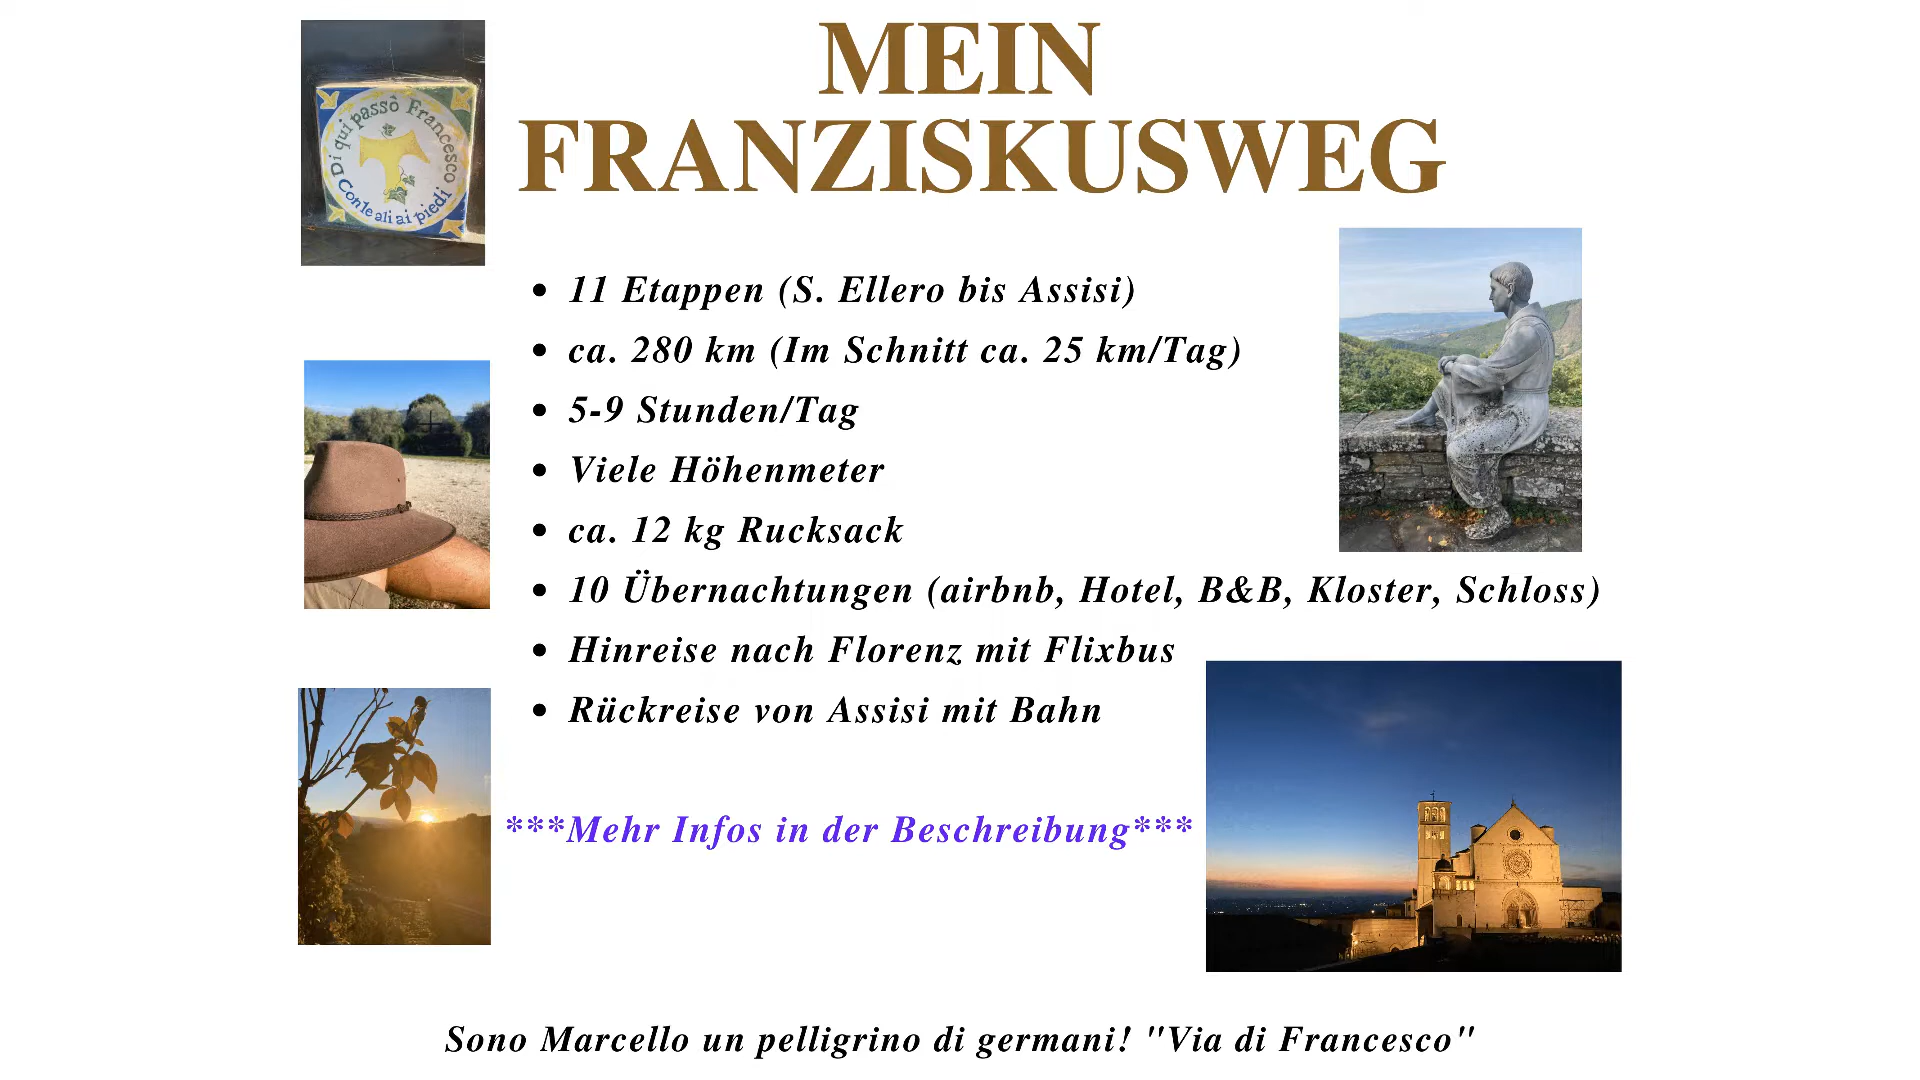 MEIN
FRANZISKUSWEG
Di qui passò Francesco
Con le ali ai piedi
• 11 Etappen (S. Ellero bis Assisi)
• ca. 280 km (Im Schnitt ca. 25 km/Tag)
• 5-9 Stunden/Tag
• Viele Höhenmeter
• ca. 12 kg Rucksack
• 10 Übernachtungen (airbnb, Hotel, B&B, Kloster, Schloss)
• Hinreise nach Florenz mit Flixbus
• Rückreise von Assisi mit Bahn
***Mehr Infos in der Beschreibung***
Sono Marcello un pelligrino di germani! "Via di Francesco"